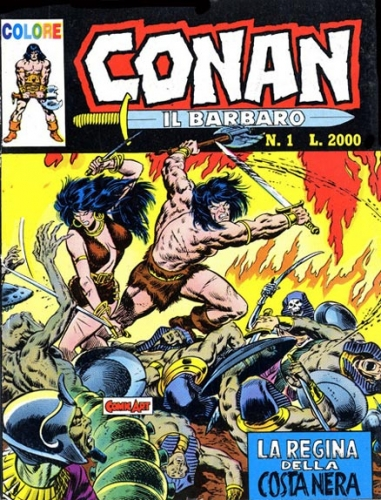 COLORE
CONAN
IL BARBARO
N. 1 L. 2000
COMIC ART
LA REGINA
DELLA
COSTA NERA